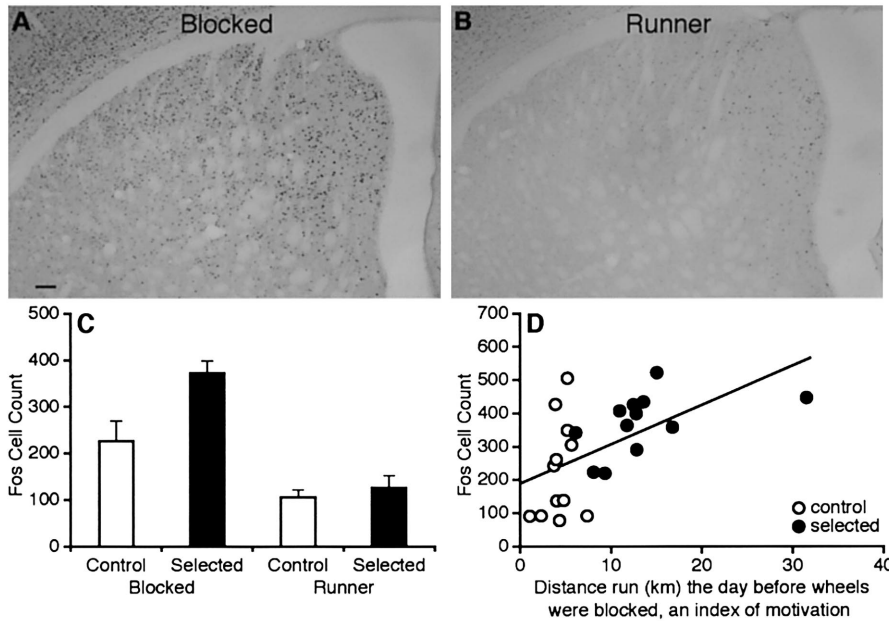 A
Blocked
B
Runner
C
Fos Cell Count
500
400
300
200
100
0
Control
Selected
Control
Selected
Blocked
Runner
D
Fos Cell Count
700
600
500
400
300
200
100
0
0
10
20
30
40
control
selected
Distance run (km) the day before wheels
were blocked, an index of motivation